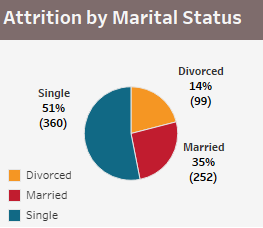 Attrition by Marital Status
Divorced
14%
(99)
Single
51%
(360)
Married
35%
(252)
Divorced
Married
Single